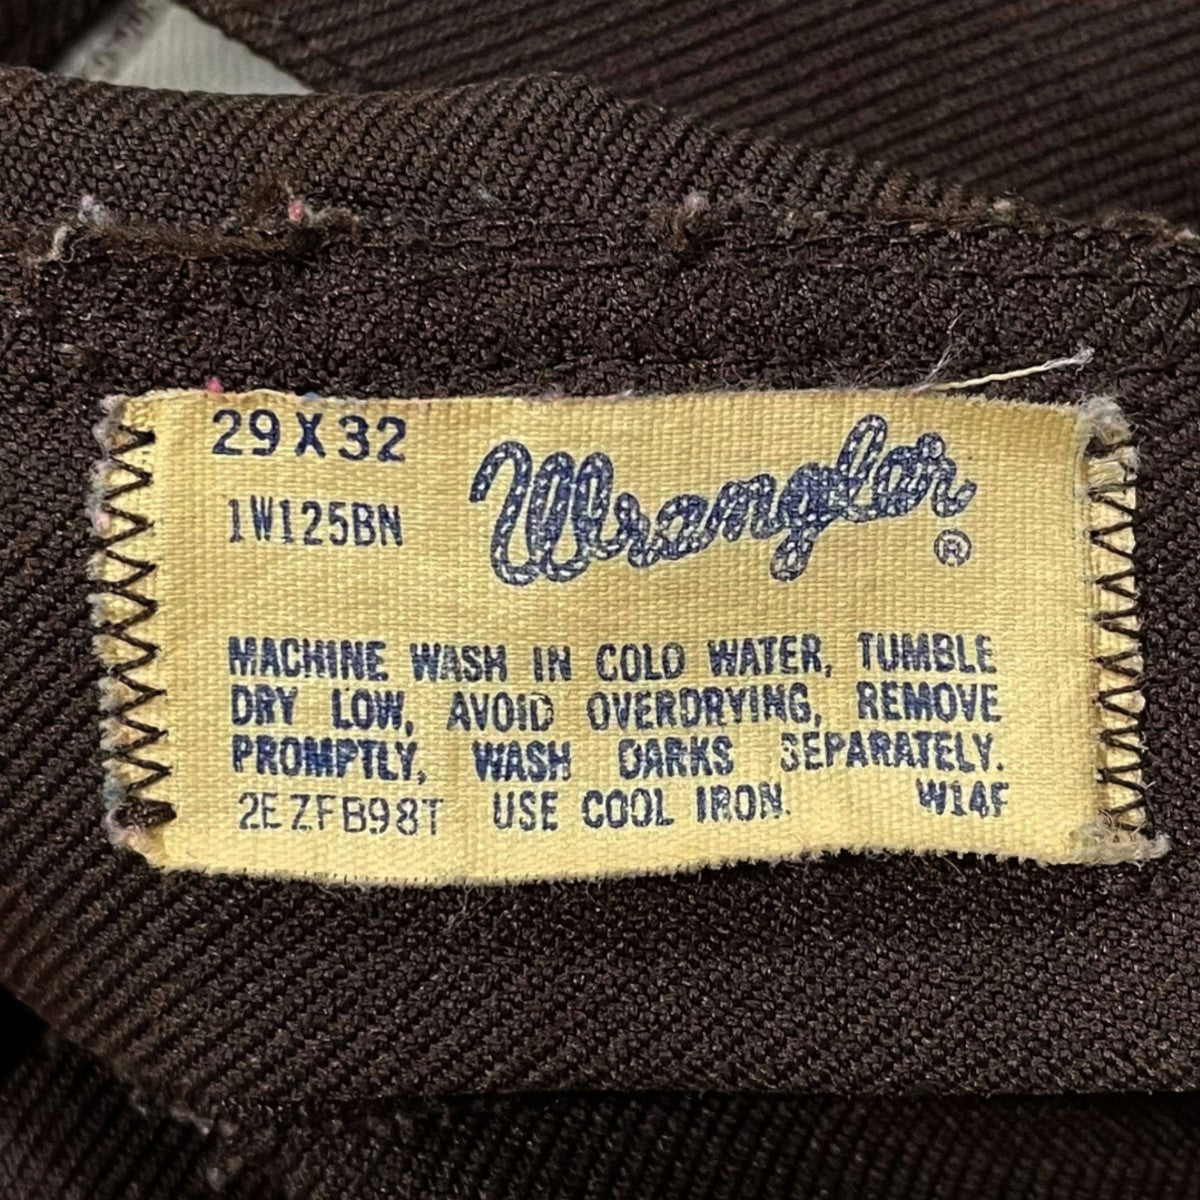 29 X 32
Wrangler ®
1W125BN
MACHINE WASH IN COLD WATER, TUMBLE
DRY LOW, AVOID OVERDRYING, REMOVE
PROMPTLY, WASH DARKS SEPARATELY.
2EZFB98T USE COOL IRON. W14F